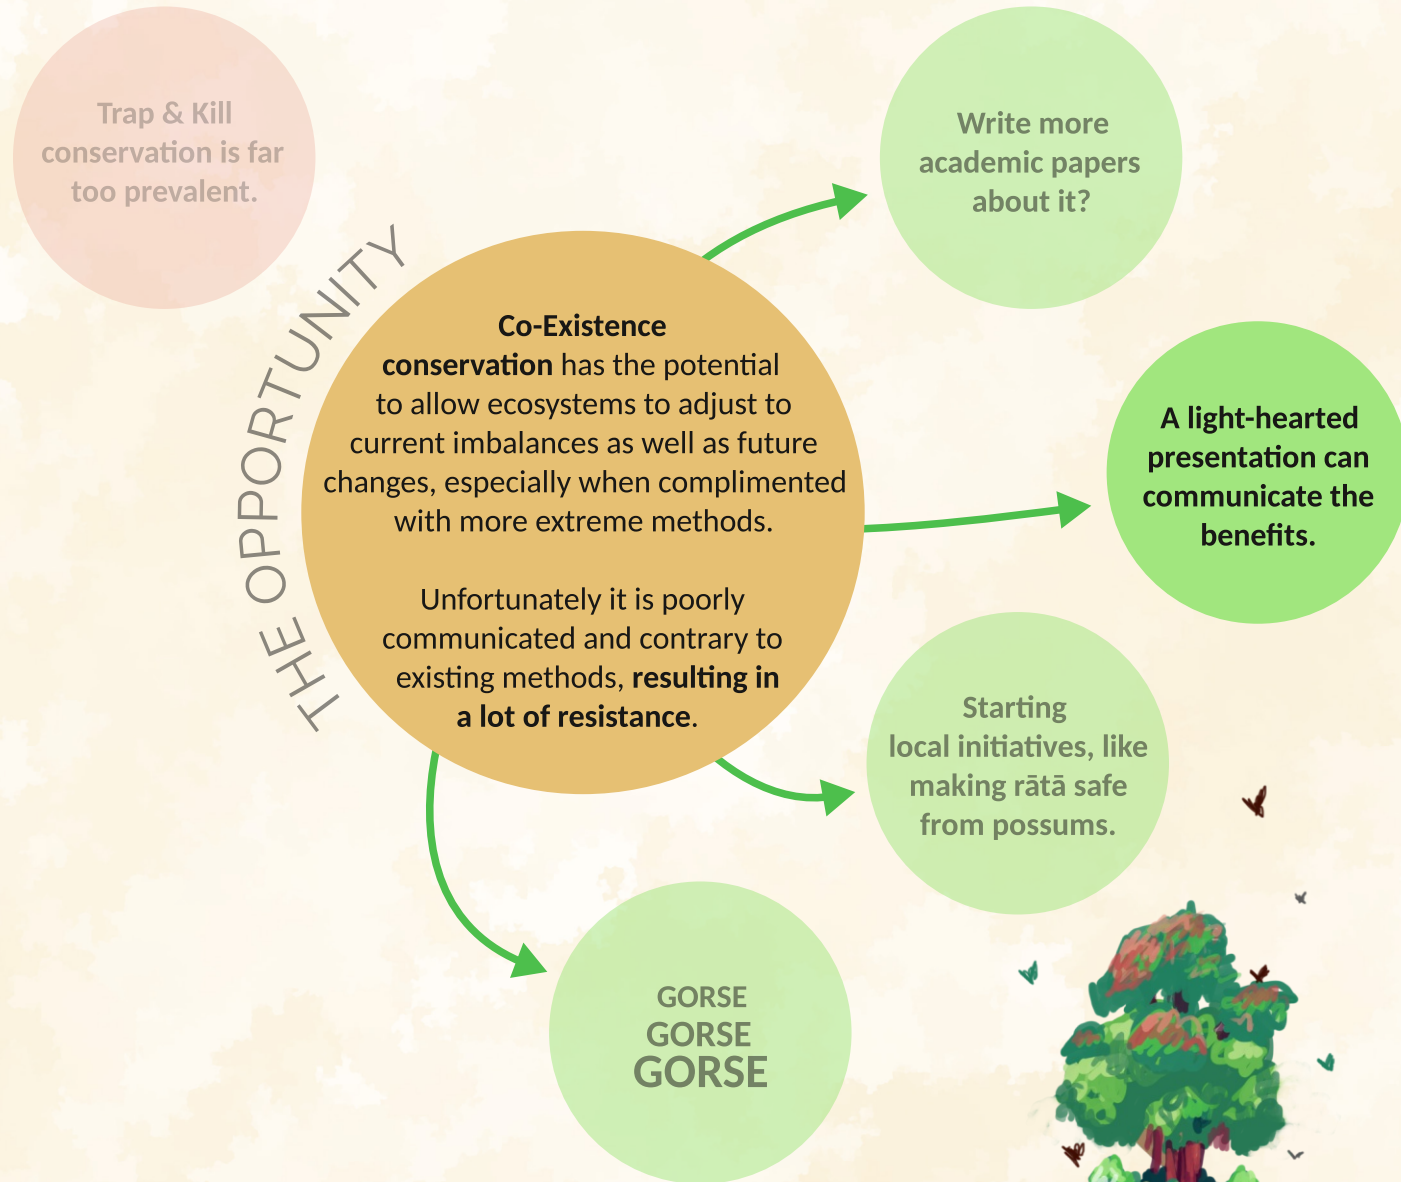 Trap & Kill
conservation is far
too prevalent.
THE OPPORTUNITY
Co-Existence
conservation has the potential
to allow ecosystems to adjust to
current imbalances as well as future
changes, especially when complimented
with more extreme methods.
Unfortunately it is poorly
communicated and contrary to
existing methods, resulting in
a lot of resistance.
Write more
academic papers
about it?
A light-hearted
presentation can
communicate the
benefits.
Starting
local initiatives, like
making rātā safe
from possums.
GORSE
GORSE
GORSE